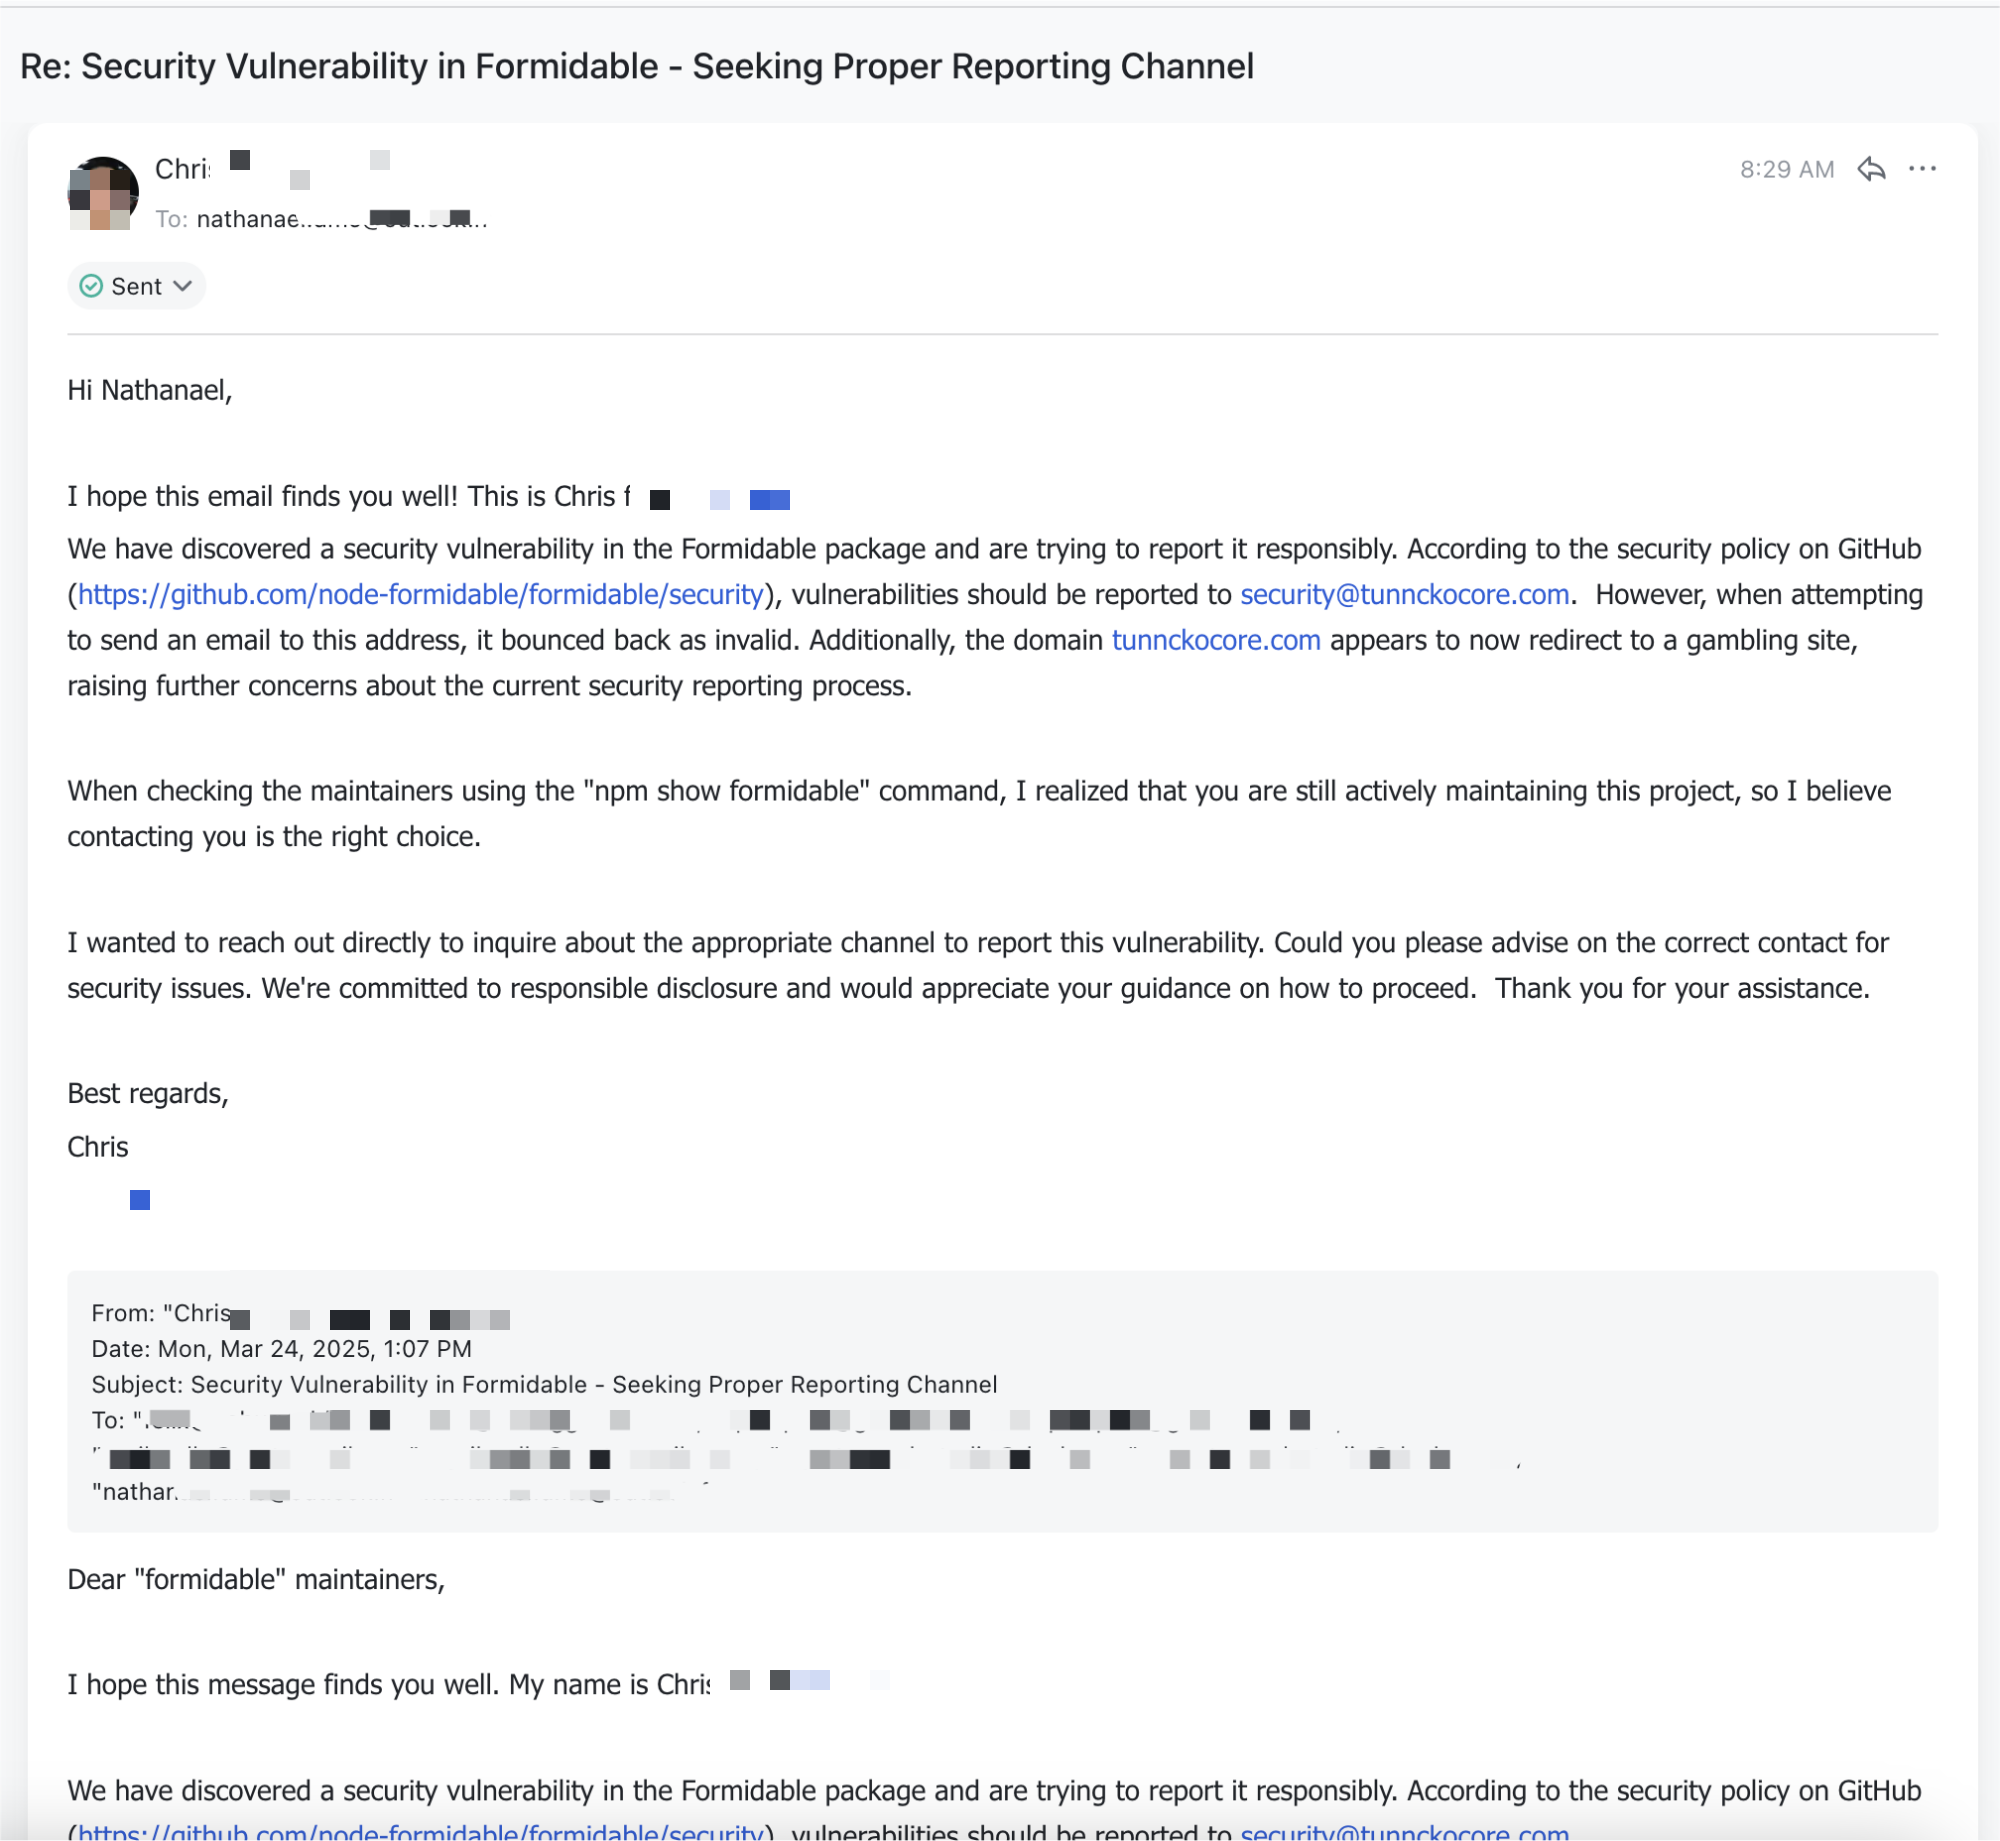 Re: Security Vulnerability in Formidable - Seeking Proper Reporting Channel
Chris
8:29 AM
To:
Sent
Hi Nathanael,
I hope this email finds you well! This is Chris
We have discovered a security vulnerability in the Formidable package and are trying to report it responsibly. According to the security policy on GitHub
(https://github.com/node-formidable/formidable/security), vulnerabilities should be reported to security@tunnckocore.com.  However, when attempting
to send an email to this address, it bounced back as invalid. Additionally, the domain tunnckocore.com appears to now redirect to a gambling site,
raising further concerns about the current security reporting process.
When checking the maintainers using the "npm show formidable" command, I realized that you are still actively maintaining this project, so I believe
contacting you is the right choice.
I wanted to reach out directly to inquire about the appropriate channel to report this vulnerability. Could you please advise on the correct contact for
security issues. We're committed to responsible disclosure and would appreciate your guidance on how to proceed.  Thank you for your assistance.
Best regards,
Chris
From: "Chris
Date: Mon, Mar 24, 2025, 1:07 PM
Subject: Security Vulnerability in Formidable - Seeking Proper Reporting Channel
To: "
Dear "formidable" maintainers,
I hope this message finds you well. My name is Chris
We have discovered a security vulnerability in the Formidable package and are trying to report it responsibly. According to the security policy on GitHub
(https://github.com/node-formidable/formidable/security), vulnerabilities should be reported to security@tunnckocore.com